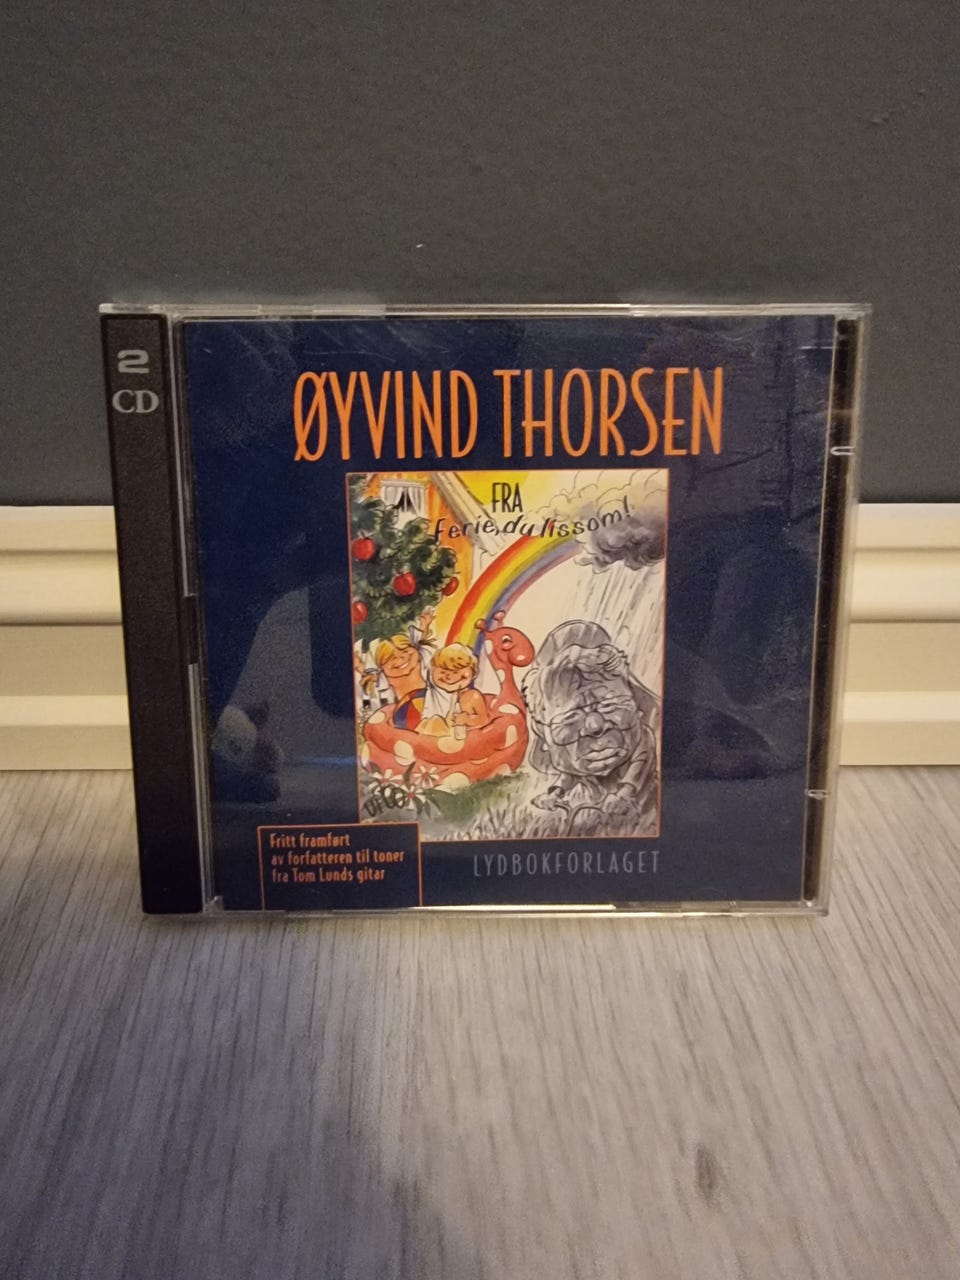 2
CD
ØYVIND THORSEN
FRA
Ferie, du lissom!
Fritt framført
av forfatteren til toner
fra Tom Lunds gitar
LYDBOKFORLAGET